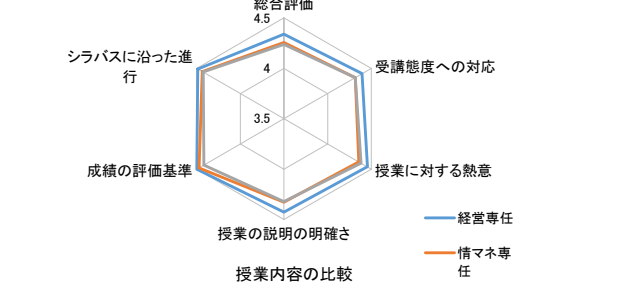 総合評価
4.5
シラバスに沿った進
行
4
受講態度への対応
3.5
成績の評価基準
授業に対する熱意
授業の説明の明確さ
経営専任
情マネ専
任
授業内容の比較